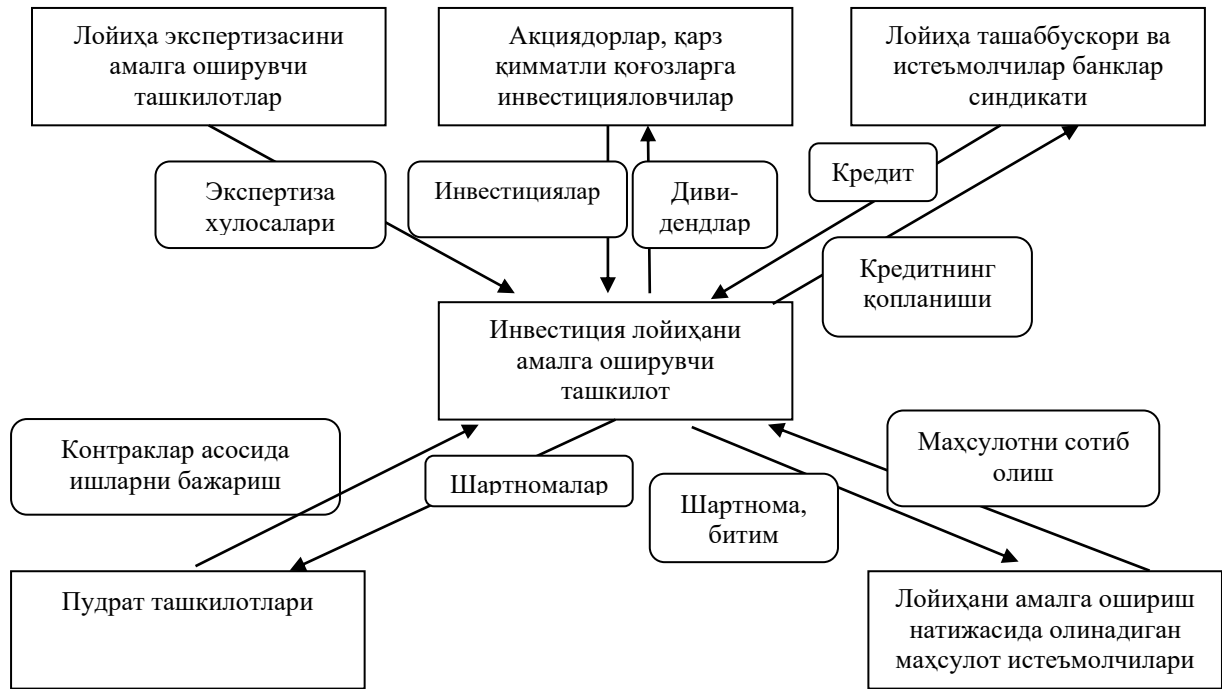 Лойиҳа экспертизасини
амалга оширувчи
ташкилотлар
Акциядорлар, қарз
қимматли қоғозларга
инвестицияловчилар
Лойиҳа ташаббускори ва
истеъмолчилар банклар
синдикати
Экспертиза
хулосалари
Инвестициялар
Диви-
дендлар
Кредит
Кредитнинг
қопланиши
Инвестиция лойиҳани
амалга оширувчи
ташкилот
Контраклар асосида
ишларни бажариш
Шартномалар
Шартнома,
битим
Маҳсулотни сотиб
олиш
Пудрат ташкилотлари
Лойиҳани амалга ошириш
натижасида олинадиган
маҳсулот истеъмолчилари